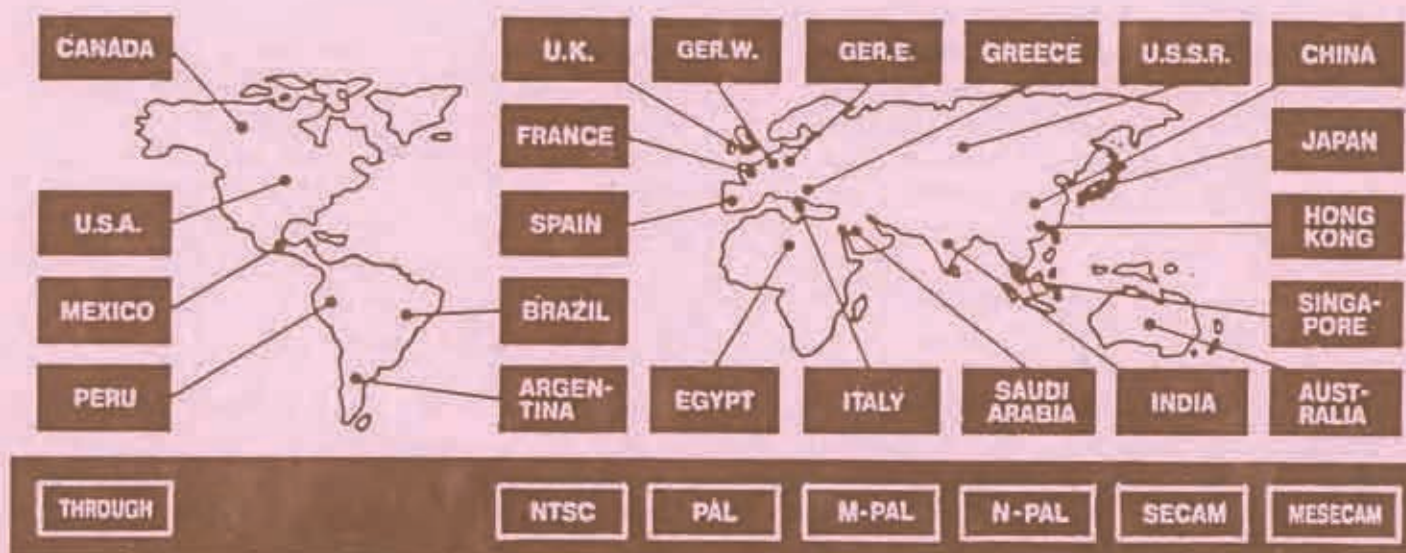 CANADA
U.K.
GER.W.
GER.E.
GREECE
U.S.S.R.
CHINA
FRANCE
JAPAN
U.S.A.
SPAIN
HONG
KONG
MEXICO
BRAZIL
SINGA-
PORE
PERU
ARGEN-
TINA
EGYPT
ITALY
SAUDI
ARABIA
INDIA
AUST-
RALIA
THROUGH
NTSC
PAL
M-PAL
N-PAL
SECAM
MESECAM